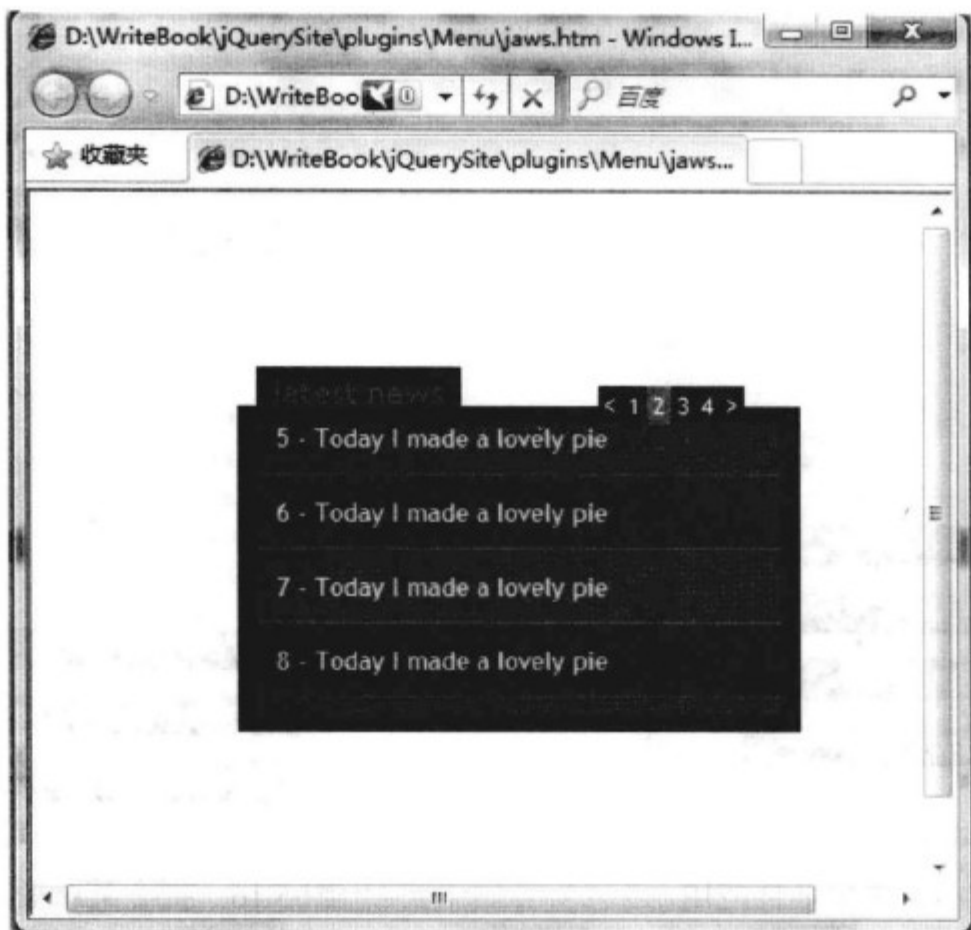 D:\WriteBook\jQuerySite\plugins\Menu\jaws.htm - Windows I...
D:\WriteBoo
百度
收藏夹
D:\WriteBook\jQuerySite\plugins\Menu\jaws...
latest news
< 1 2 3 4 >
5 - Today I made a lovely pie
6 - Today I made a lovely pie
7 - Today I made a lovely pie
8 - Today I made a lovely pie